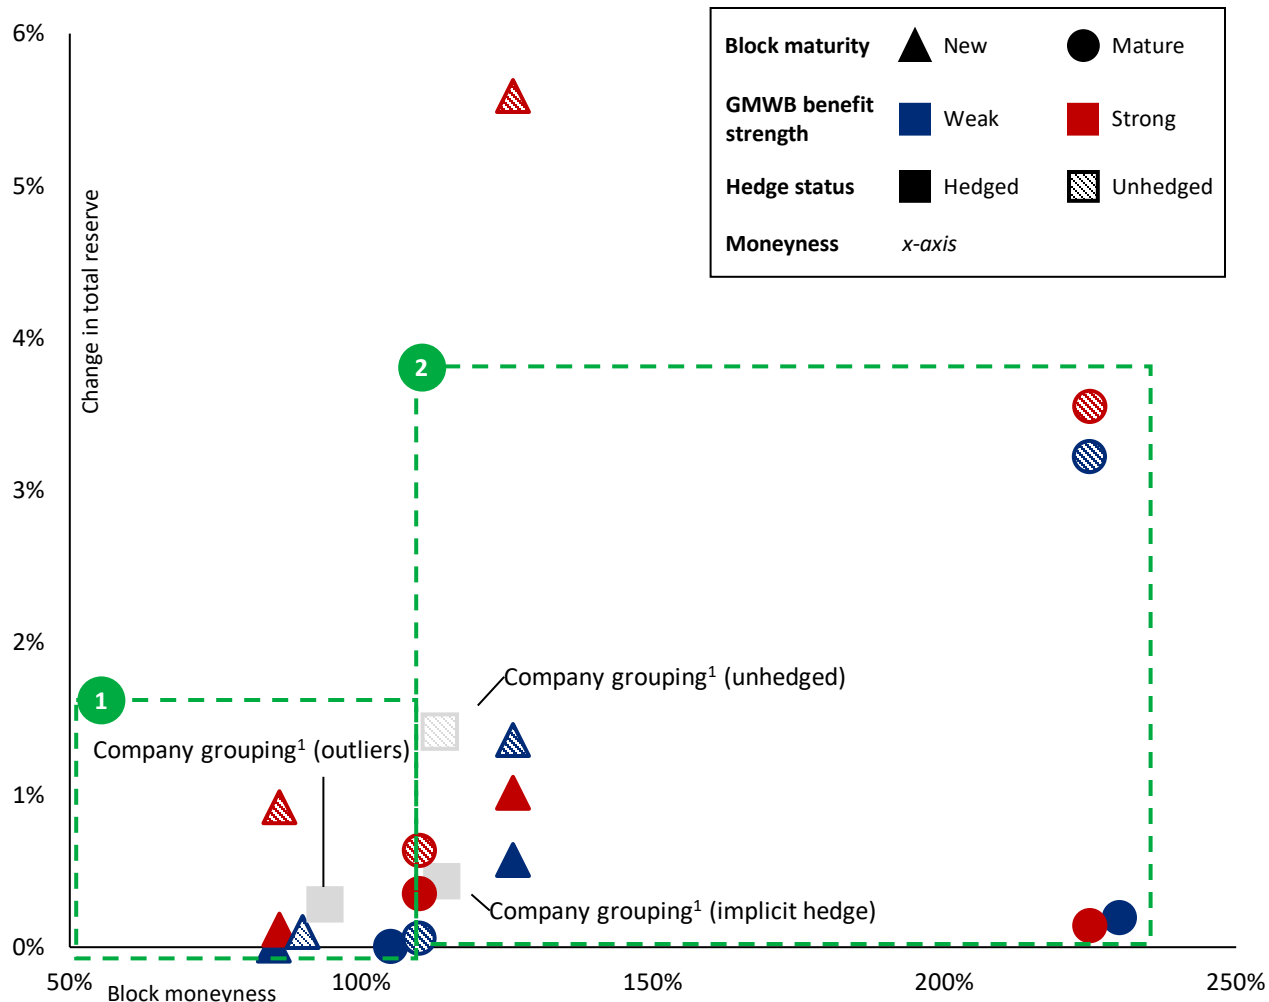 6%
5%
4%
3%
2%
1%
0%
Change in total reserve
Block maturity
New
Mature
GMWB benefit
strength
Weak
Strong
Hedge status
Hedged
Unhedged
Moneyness
x-axis
2
1
Company grouping¹ (unhedged)
Company grouping¹ (outliers)
Company grouping¹ (implicit hedge)
50%
100%
150%
200%
250%
Block moneyness